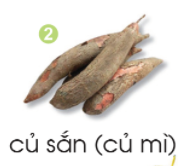 2
củ sắn (củ mì)